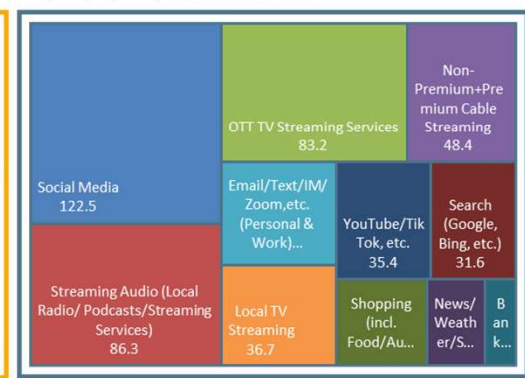 Social Media
122.5
Streaming Audio (Local
Radio/ Podcasts/Streaming
Services)
86.3
OTT TV Streaming Services
83.2
Non-
Premium+Pre
mium Cable
Streaming
48.4
Email/Text/IM/
Zoom,etc.
(Personal &
Work)...
Local TV
Streaming
36.7
YouTube/Tik
Tok, etc.
35.4
Search
(Google,
Bing, etc.)
31.6
Shopping
(incl.
Food/Au...
News/
Weath
er/S...
B
an
k...